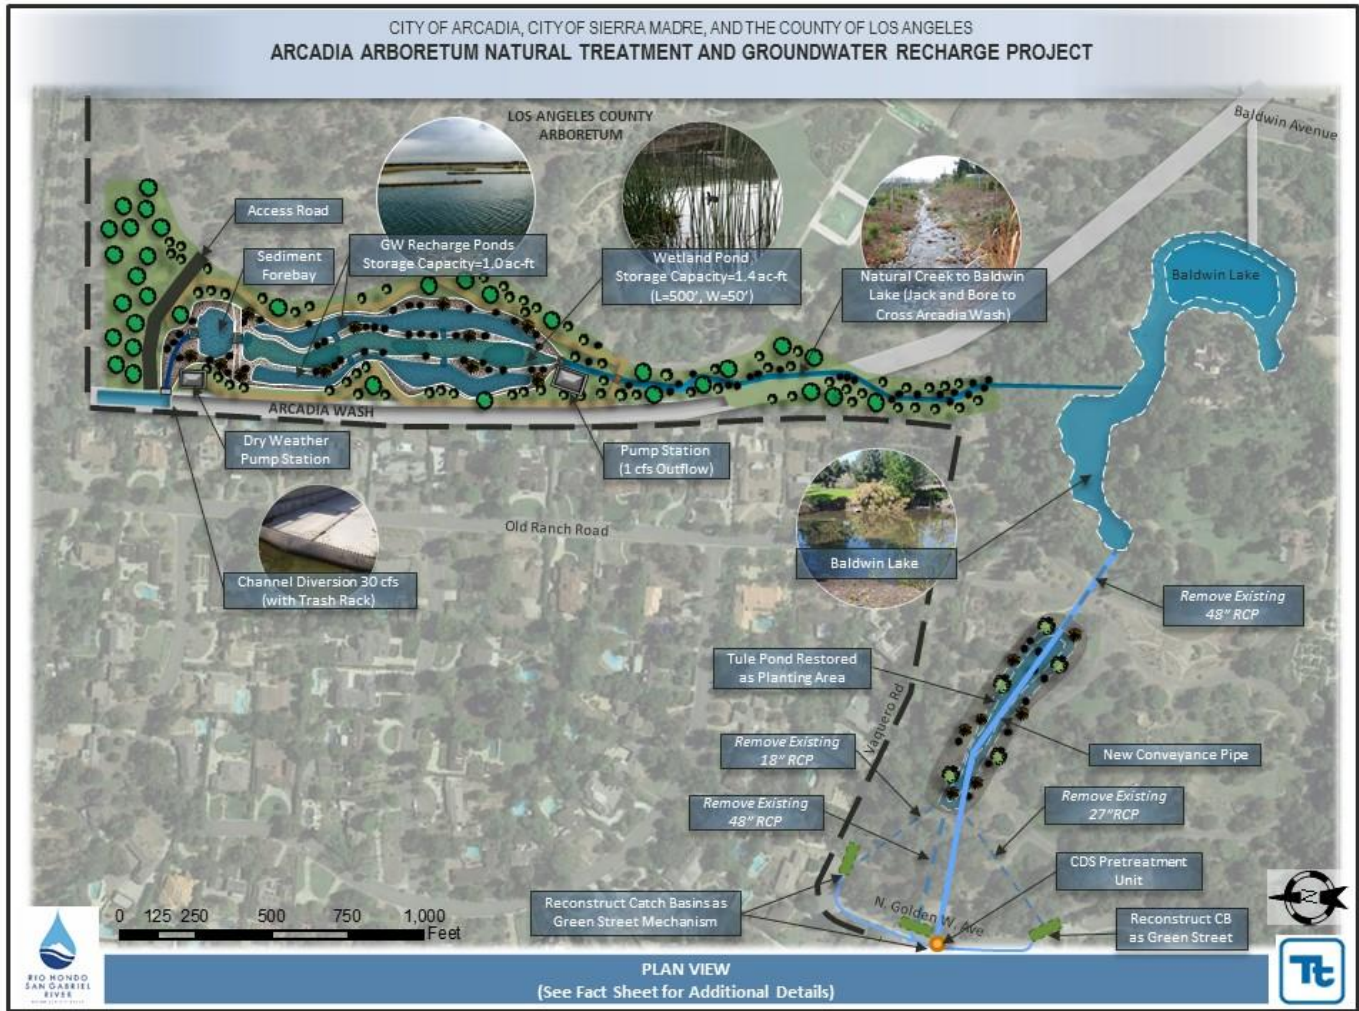 CITY OF ARCADIA, CITY OF SIERRA MADRE, AND THE COUNTY OF LOS ANGELES
ARCADIA ARBORETUM NATURAL TREATMENT AND GROUNDWATER RECHARGE PROJECT
LOS ANGELES COUNTY
ARBORETUM
Baldwin Avenue
Access Road
Sediment
Forebay
GW Recharge Ponds
Storage Capacity=1.0 ac-ft
Wetland Pond
Storage Capacity=1.4 ac-ft
(L=500', W=50')
Natural Creek to Baldwin
Lake (Jack and Bore to
Cross Arcadia Wash)
Baldwin Lake
ARCADIA WASH
Dry Weather
Pump Station
Pump Station
(1 cfs Outflow)
Old Ranch Road
Channel Diversion 30 cfs
(with Trash Rack)
Baldwin Lake
Remove Existing
48" RCP
Tule Pond Restored
as Planting Area
Vaquero Rd
Remove Existing
18" RCP
New Conveyance Pipe
Remove Existing
48" RCP
Remove Existing
27"RCP
CDS Pretreatment
Unit
Reconstruct Catch Basins as
Green Street Mechanism
N. Golden W. Ave
Reconstruct CB
as Green Street
0 125 250 500 750 1,000
Feet
N
RIO HONDO
SAN GABRIEL
RIVER
PLAN VIEW
(See Fact Sheet for Additional Details)
Tt